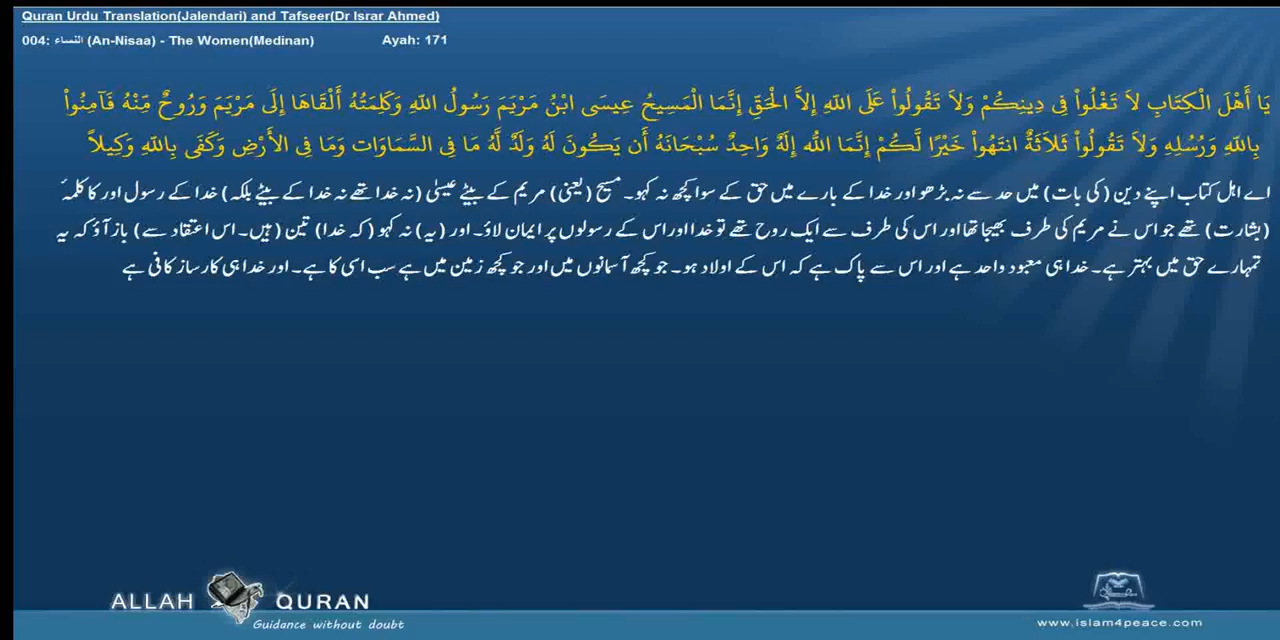 Quran Urdu Translation(Jalendari) and Tafseer(Dr Israr Ahmed)
004: النساء (An-Nisaa) - The Women(Medinan) Ayah: 171
يَا أَهْلَ الْكِتَابِ لاَ تَغْلُواْ فِي دِينِكُمْ وَلاَ تَقُولُواْ عَلَى اللّهِ إِلاَّ الْحَقِّ إِنَّمَا الْمَسِيحُ عِيسَى ابْنُ مَرْيَمَ رَسُولُ اللّهِ وَكَلِمَتُهُ أَلْقَاهَا إِلَى مَرْيَمَ وَرُوحٌ مِّنْهُ فَآمِنُواْ
بِاللّهِ وَرُسُلِهِ وَلاَ تَقُولُواْ ثَلاَثَةٌ انتَهُواْ خَيْرًا لَّكُمْ إِنَّمَا اللّهُ إِلَهٌ وَاحِدٌ سُبْحَانَهُ أَن يَكُونَ لَهُ وَلَدٌ لَّهُ مَا فِي السَّمَاوَات وَمَا فِي الأَرْضِ وَكَفَى بِاللّهِ وَكِيلاً
اے اہل کتاب اپنے دین (کی بات) میں حد سے نہ بڑھو اور خدا کے بارے میں حق کے سوا کچھ نہ کہو۔ مسیح (یعنی) مریم کے بیٹے عیسیٰ (نہ خدا تھے نہ خدا کے بیٹے بلکہ) خدا کے رسول اور کا کلمۂ
(بشارت) تھے جو اس نے مریم کی طرف بھیجا تھا اور اس کی طرف سے ایک روح تھے تو خدا اور اس کے رسولوں پر ایمان لاؤ۔ اور (یہ) نہ کہو (کہ خدا) تین (ہیں۔ اس اعتقاد سے) باز آؤ کہ یہ
تمہارے حق میں بہتر ہے۔ خدا ہی معبود واحد ہے اور اس سے پاک ہے کہ اس کے اولاد ہو۔ جو کچھ آسمانوں میں اور جو کچھ زمین میں ہے سب اسی کا ہے۔ اور خدا ہی کارساز کافی ہے
ALLAH QURAN
Guidance without doubt
www.islam4peace.com